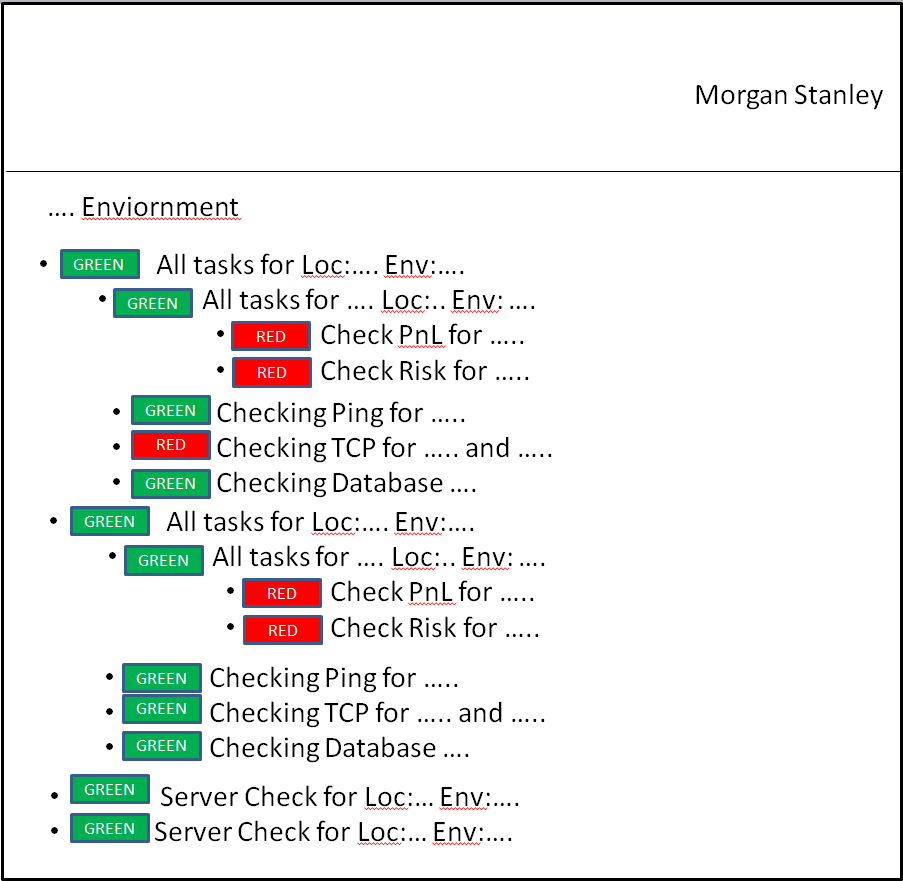 Morgan Stanley
.... Enviornment
• GREEN All tasks for Loc:.... Env:....
• GREEN All tasks for .... Loc:.. Env: ....
• RED Check PnL for .....
• RED Check Risk for .....
• GREEN Checking Ping for .....
• RED Checking TCP for ..... and .....
• GREEN Checking Database ....
• GREEN All tasks for Loc:.... Env:....
• GREEN All tasks for .... Loc:.. Env: ....
• RED Check PnL for .....
• RED Check Risk for .....
• GREEN Checking Ping for .....
• GREEN Checking TCP for ..... and .....
• GREEN Checking Database ....
• GREEN Server Check for Loc:... Env:....
• GREEN Server Check for Loc:... Env:....